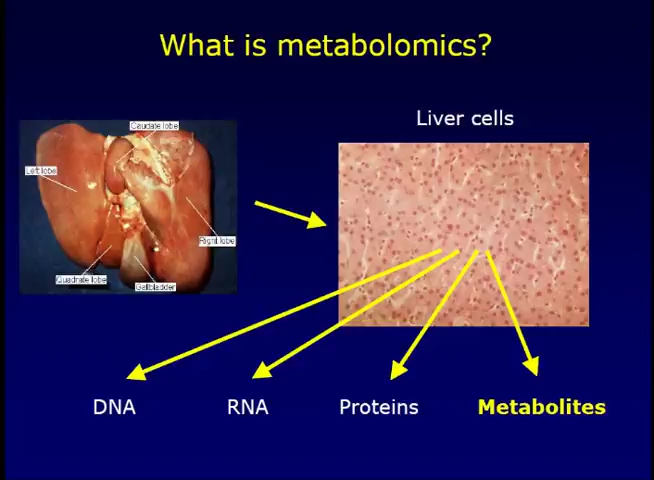 What is metabolomics?
Liver cells
Caudate lobe
Left lobe
Right lobe
Quadrate lobe
Gallbladder
DNA
RNA
Proteins
Metabolites